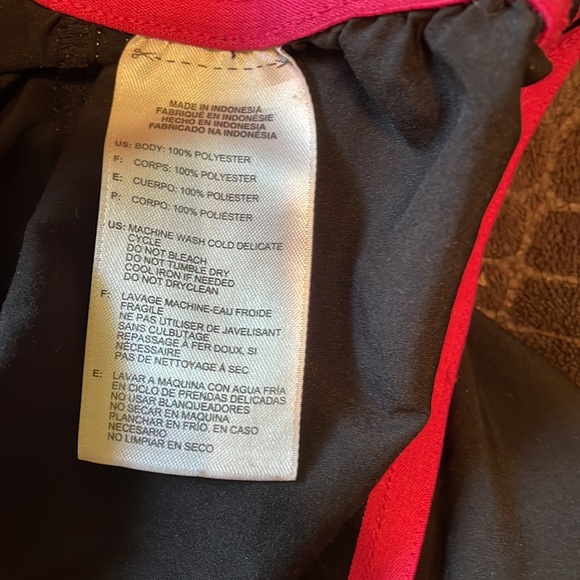 MADE IN INDONESIA
FABRIQUÉ EN INDONÉSIE
HECHO EN INDONESIA
FABRICADO NA INDONÉSIA
US: BODY: 100% POLYESTER
F: CORPS: 100% POLYESTER
E: CUERPO: 100% POLIÉSTER
P: CORPO: 100% POLIÉSTER
US: MACHINE WASH COLD DELICATE
CYCLE
DO NOT BLEACH
DO NOT TUMBLE DRY
COOL IRON IF NEEDED
DO NOT DRYCLEAN
F: LAVAGE MACHINE-EAU FROIDE
FRAGILE
NE PAS UTILISER DE JAVELISANT
SANS CULBUTAGE
REPASSAGE À FER DOUX, SI
NÉCESSAIRE
PAS DE NETTOYAGE À SEC
E: LAVAR A MÁQUINA CON AGUA FRÍA
EN CICLO DE PRENDAS DELICADAS
NO USAR BLANQUEADORES
NO SECAR EN MAQUINA
PLANCHAR EN FRÍO, EN CASO
NECESARIO
NO LIMPIAR EN SECO